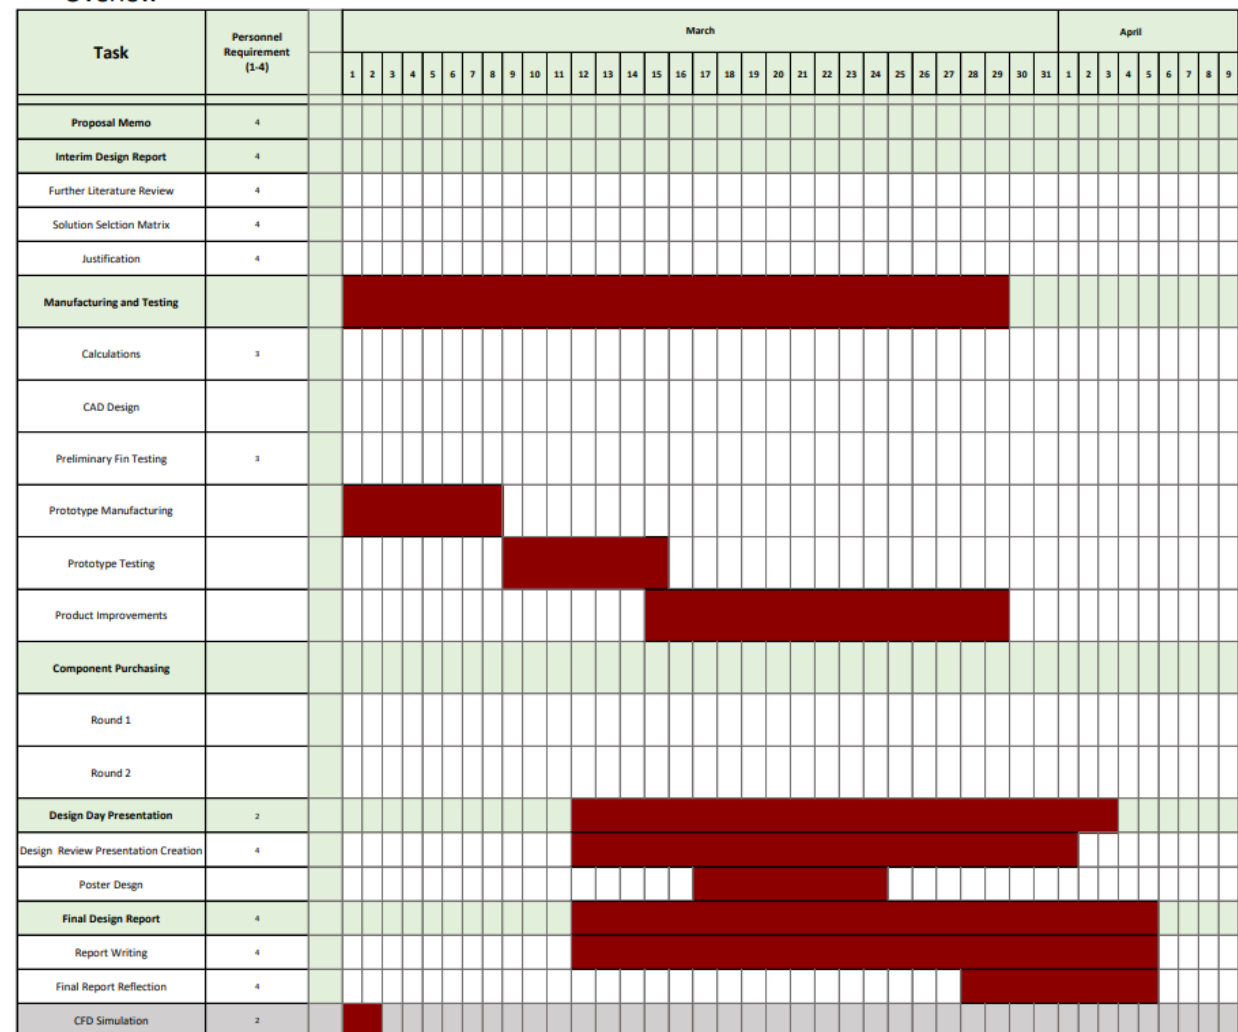 Overview
Task
Personnel
Requirement
(1-4)
March
April
1 2 3 4 5 6 7 8 9 10 11 12 13 14 15 16 17 18 19 20 21 22 23 24 25 26 27 28 29 30 31 1 2 3 4 5 6 7 8 9
Proposal Memo 4
Interim Design Report 4
Further Literature Review 4
Solution Selction Matrix 4
Justification 4
Manufacturing and Testing
Calculations 3
CAD Design
Preliminary Fin Testing 3
Prototype Manufacturing
Prototype Testing
Product Improvements
Component Purchasing
Round 1
Round 2
Design Day Presentation 2
Design Review Presentation Creation 4
Poster Desgn
Final Design Report 4
Report Writing 4
Final Report Reflection 4
CFD Simulation 2